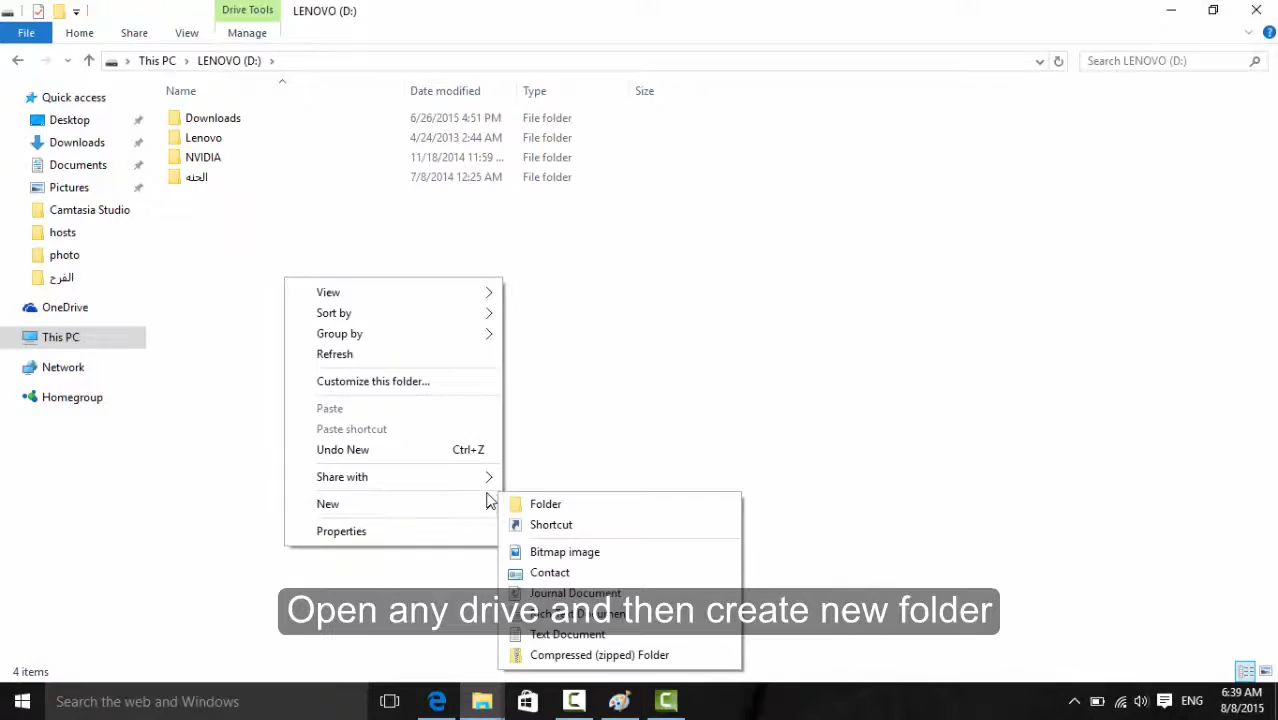 Drive Tools
LENOVO (D:)
File
Home
Share
View
Manage
This PC
LENOVO (D:)
Search LENOVO (D:)
Name
Date modified
Type
Size
Downloads
6/26/2015 4:51 PM
File folder
Lenovo
4/24/2013 2:44 AM
File folder
NVIDIA
11/18/2014 11:59 ...
File folder
الجنه
7/8/2014 12:25 AM
File folder
Quick access
Desktop
Downloads
Documents
Pictures
Camtasia Studio
hosts
photo
الفرح
OneDrive
This PC
Network
Homegroup
View
Sort by
Group by
Refresh
Customize this folder...
Paste
Paste shortcut
Undo New Ctrl+Z
Share with
New
Properties
Folder
Shortcut
Bitmap image
Contact
Journal Document
Text Document
Compressed (zipped) Folder
Open any drive and then create new folder
4 items
Search the web and Windows
ENG
6:39 AM
8/8/2015